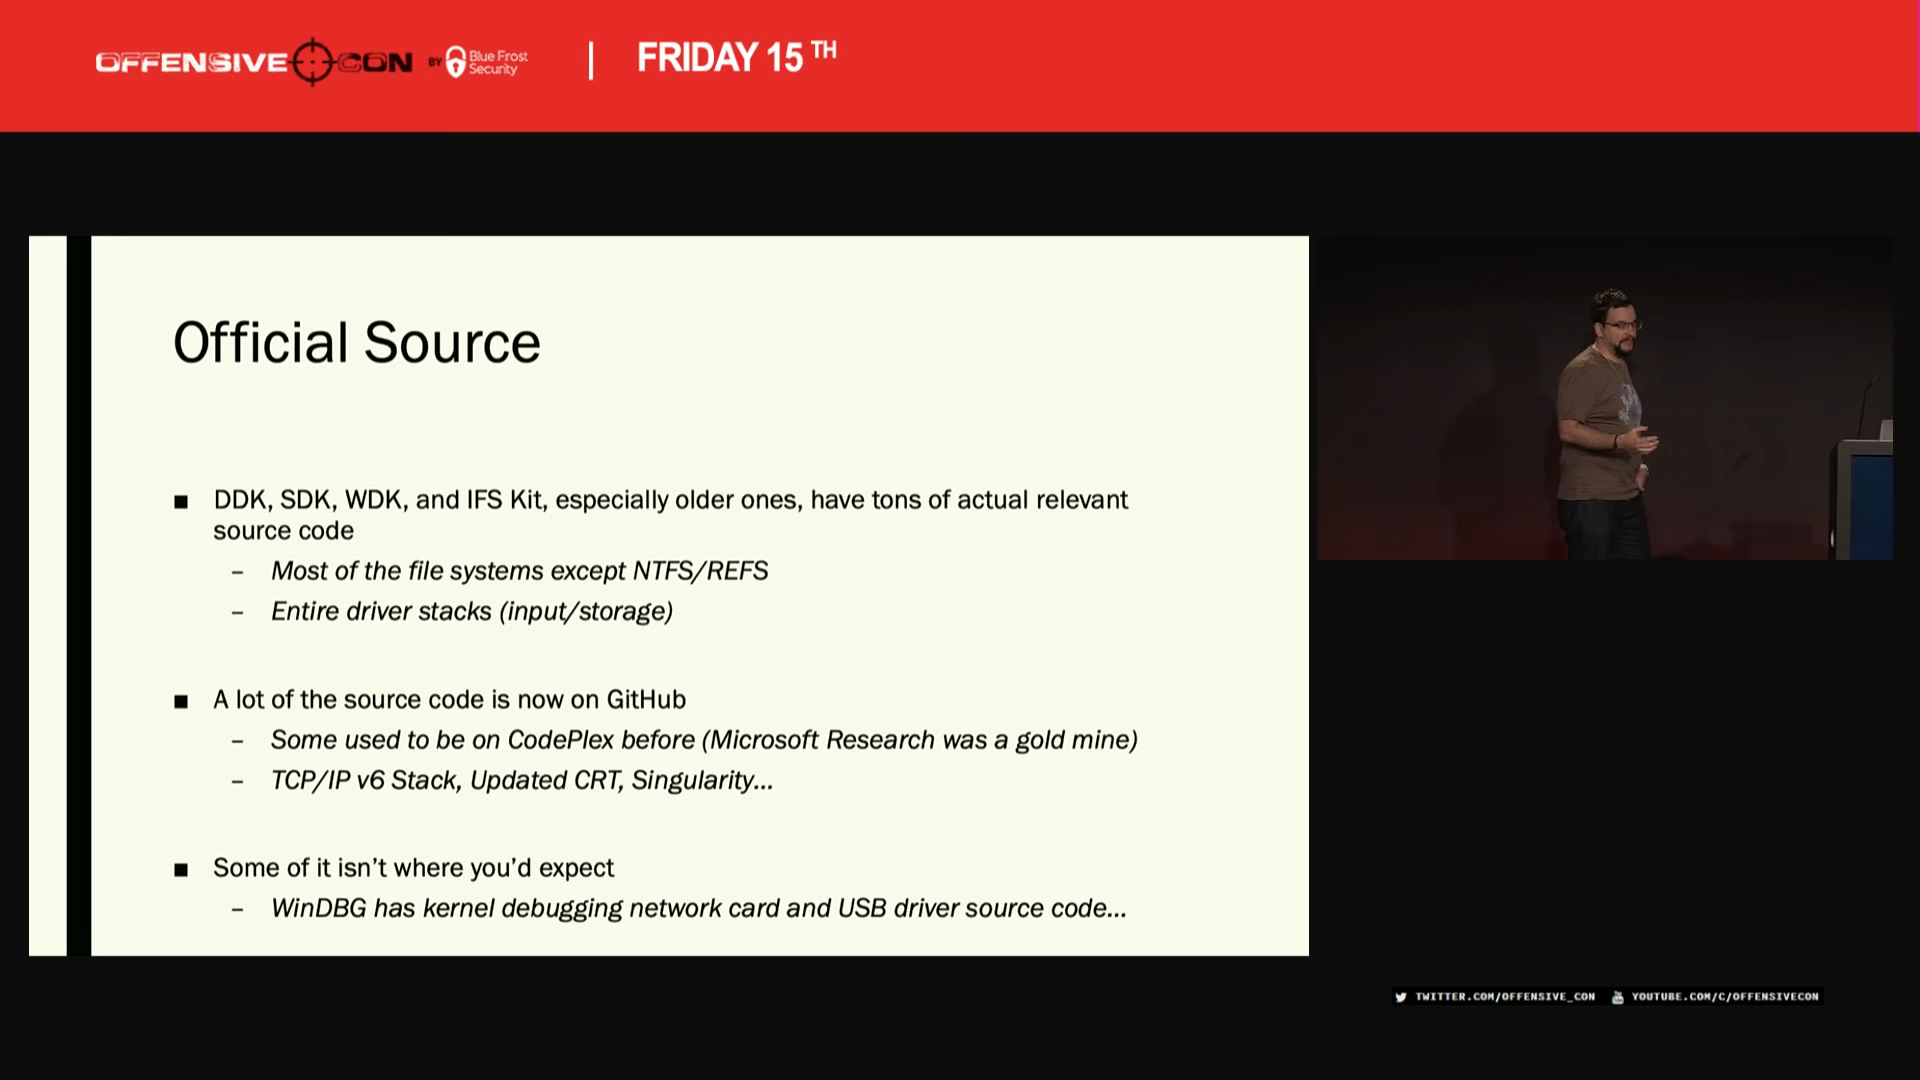 OFFENSIVE CON BY Blue Frost Security | FRIDAY 15 TH
Official Source
■ DDK, SDK, WDK, and IFS Kit, especially older ones, have tons of actual relevant
source code
– Most of the file systems except NTFS/REFS
– Entire driver stacks (input/storage)
■ A lot of the source code is now on GitHub
– Some used to be on CodePlex before (Microsoft Research was a gold mine)
– TCP/IP v6 Stack, Updated CRT, Singularity...
■ Some of it isn’t where you’d expect
– WinDBG has kernel debugging network card and USB driver source code...
TWITTER.COM/OFFENSIVE_CON YOUTUBE.COM/C/OFFENSIVECON